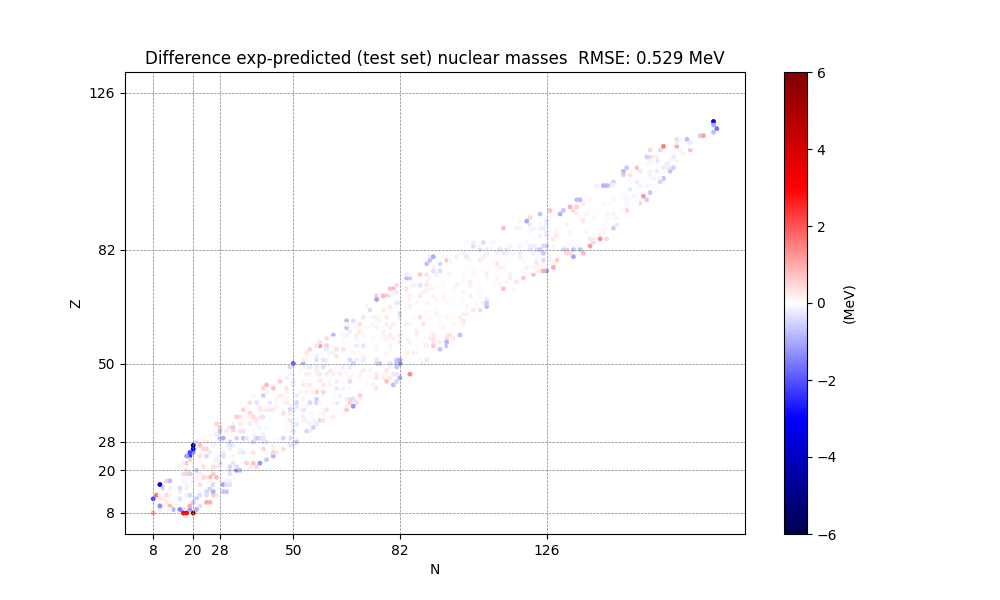 Difference exp-predicted (test set) nuclear masses  RMSE: 0.529 MeV
126
82
50
28
20
8
Z
8 20 28 50 82 126
N
6
4
2
0
−2
−4
−6
(MeV)